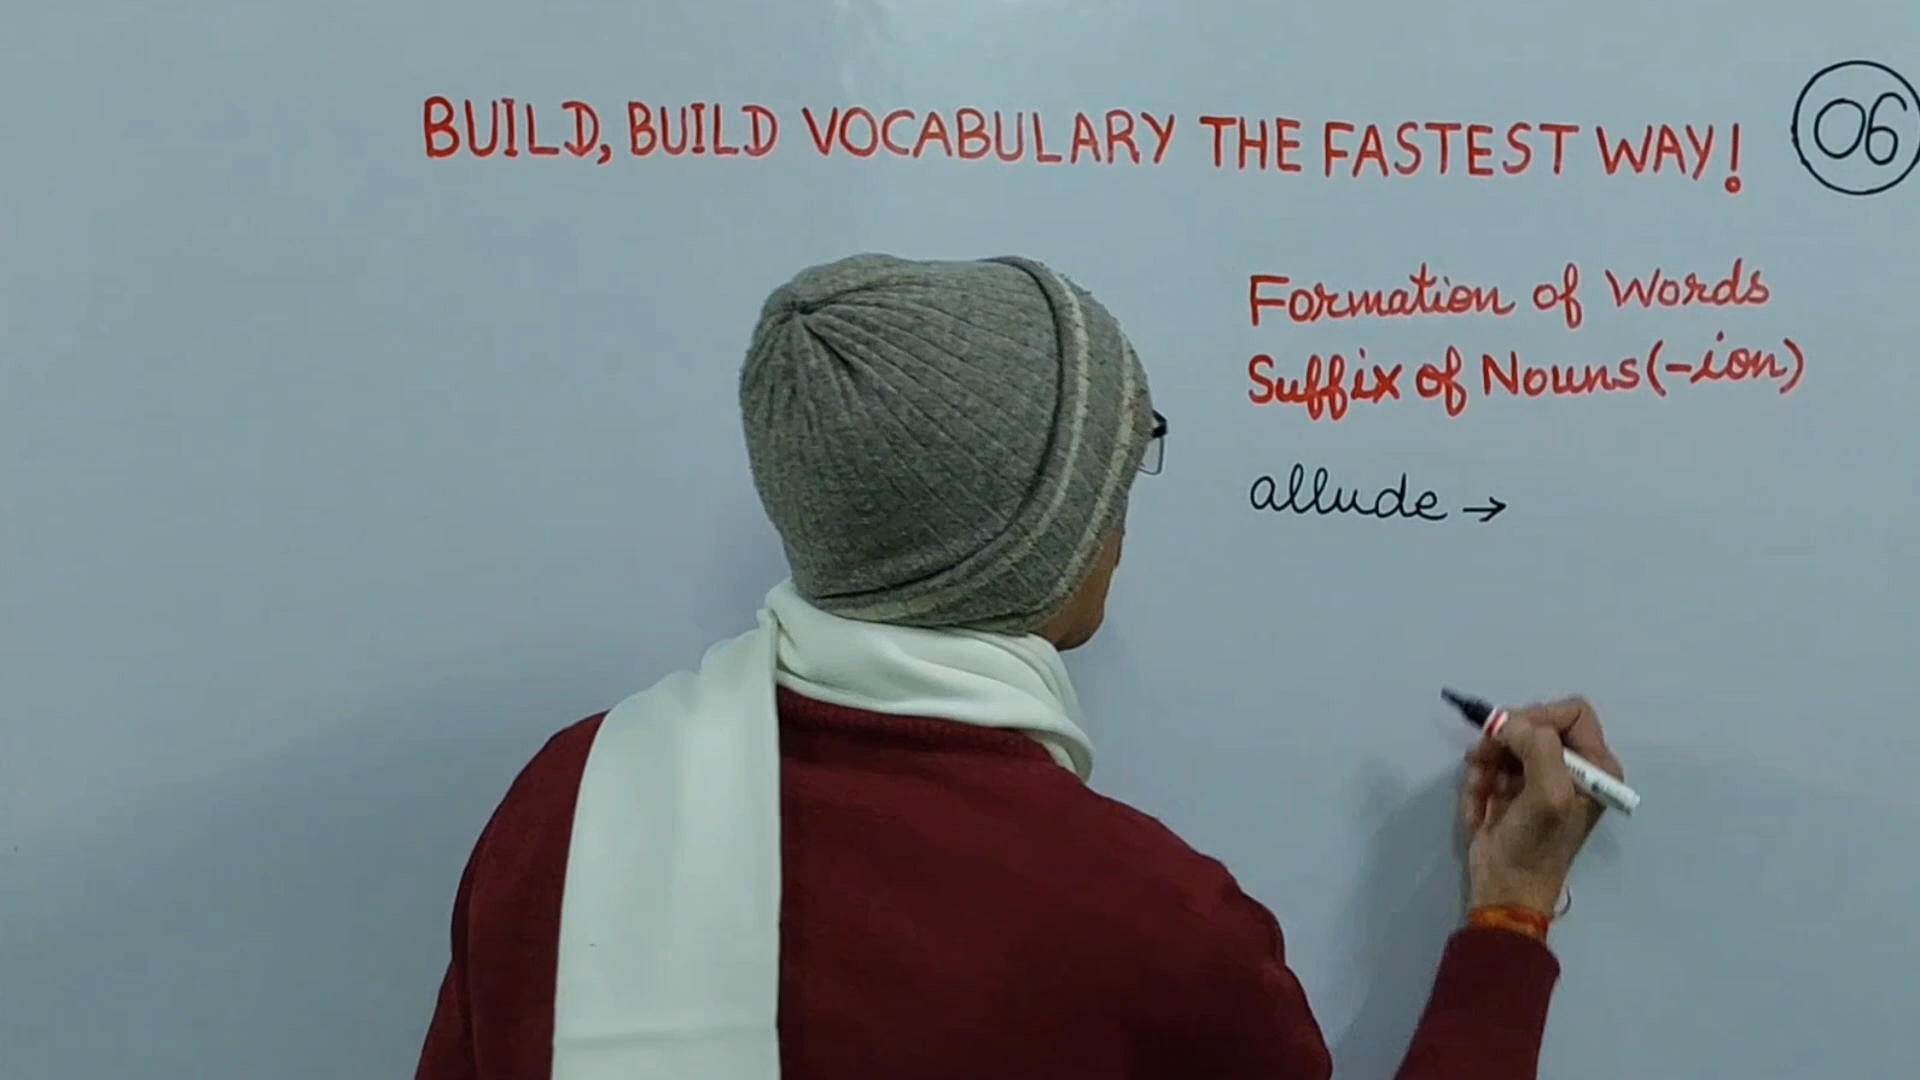 BUILD, BUILD VOCABULARY THE FASTEST WAY!
06
Formation of Words
Suffix of Nouns (-ion)
allude →